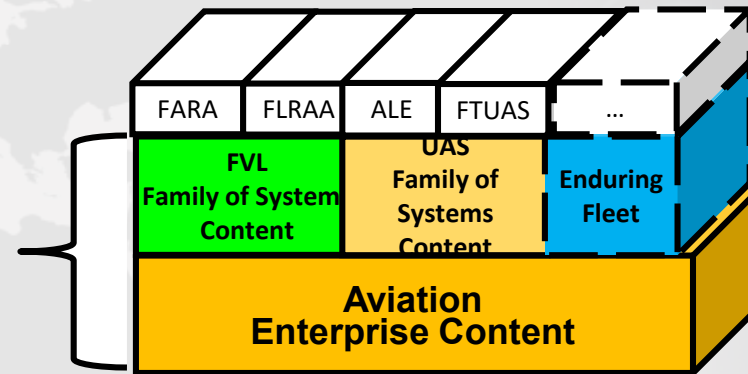 FARA FLRAA ALE FTUAS ...
FVL
Family of System
Content
UAS
Family of
Systems
Content
Enduring
Fleet
Aviation
Enterprise Content